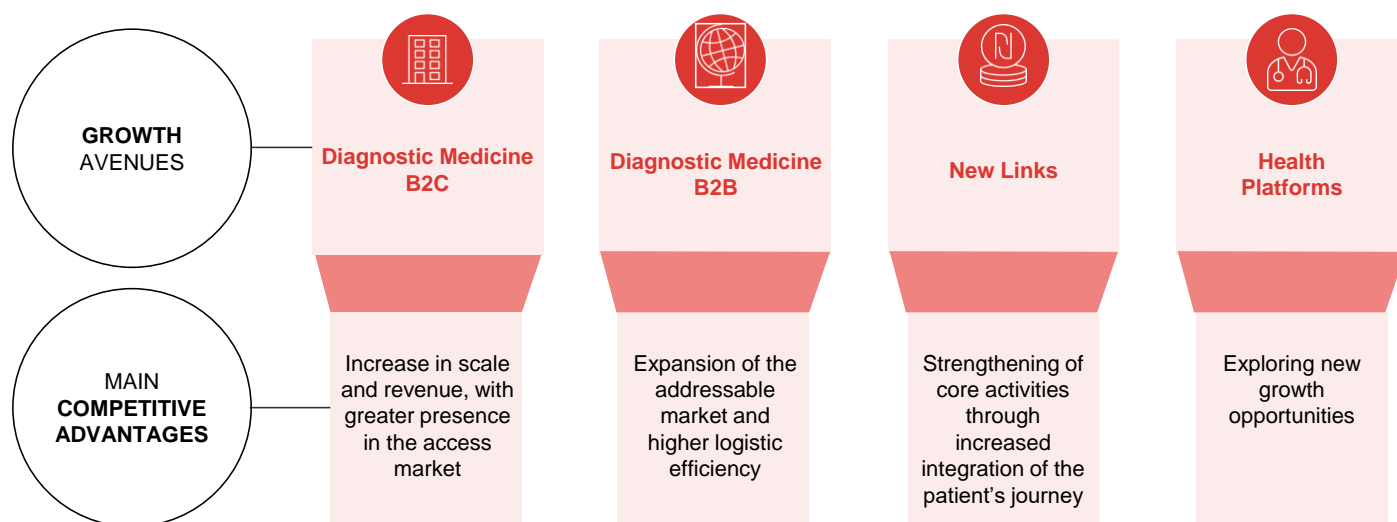 GROWTH
AVENUES
Diagnostic Medicine
B2C
Diagnostic Medicine
B2B
New Links
Health
Platforms
MAIN
COMPETITIVE
ADVANTAGES
Increase in scale
and revenue, with
greater presence
in the access
market
Expansion of the
addressable
market and
higher logistic
efficiency
Strengthening of
core activities
through
increased
integration of the
patient’s journey
Exploring new
growth
opportunities